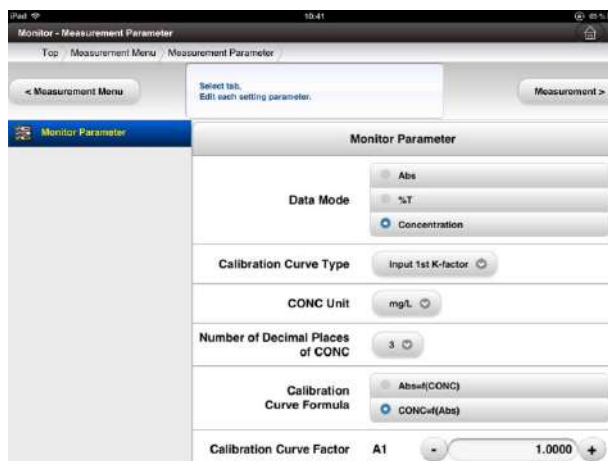 iPad
10:41
65%
Monitor - Measurement Parameter
Top Measurement Menu Measurement Parameter
< Measurement Menu
Select tab,
Edit each setting parameter.
Measurement >
Monitor Parameter
Monitor Parameter
Data Mode
Abs
%T
Concentration
Calibration Curve Type
Input 1st K-factor
CONC Unit
mg/L
Number of Decimal Places
of CONC
3
Calibration
Curve Formula
Abs=f(CONC)
CONC=f(Abs)
Calibration Curve Factor A1 - 1.0000 +